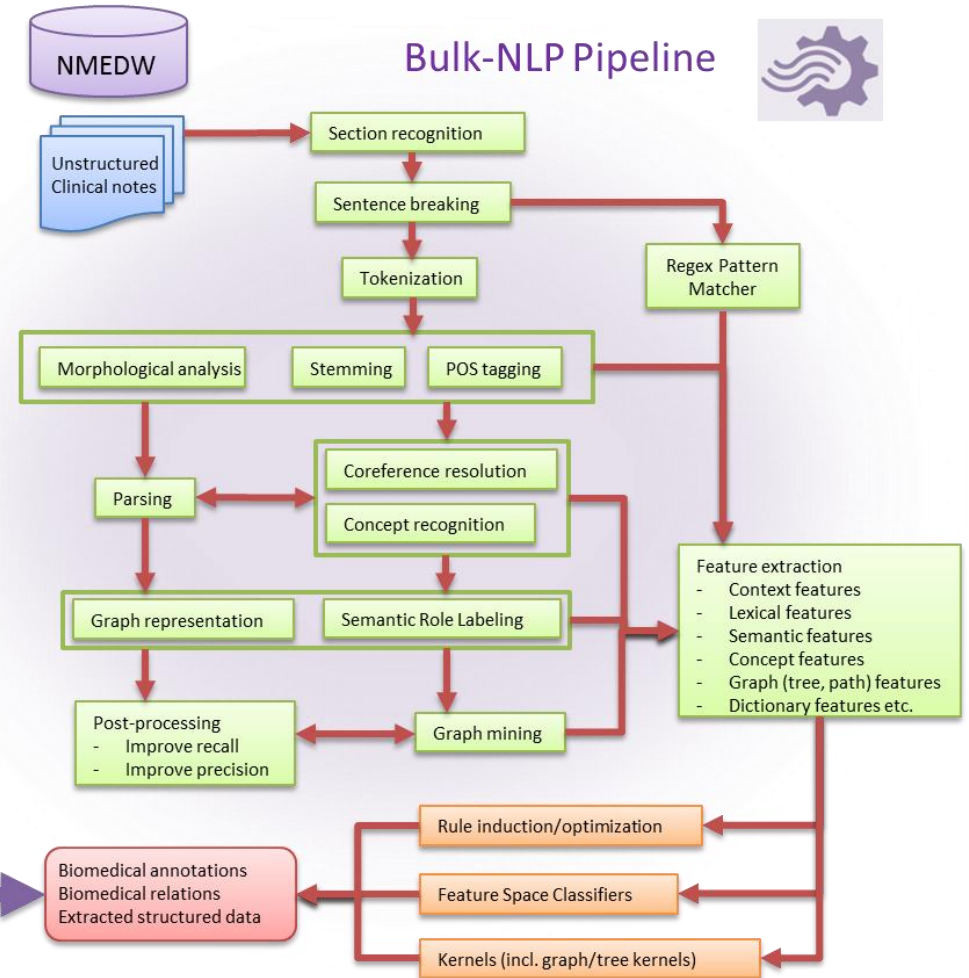 NMEDW
Bulk-NLP Pipeline
Unstructured
Clinical notes
Section recognition
Sentence breaking
Tokenization
Regex Pattern
Matcher
Morphological analysis
Stemming
POS tagging
Coreference resolution
Parsing
Concept recognition
Feature extraction
- Context features
- Lexical features
- Semantic features
- Concept features
- Graph (tree, path) features
- Dictionary features etc.
Graph representation
Semantic Role Labeling
Post-processing
- Improve recall
- Improve precision
Graph mining
Rule induction/optimization
Biomedical annotations
Biomedical relations
Extracted structured data
Feature Space Classifiers
Kernels (incl. graph/tree kernels)